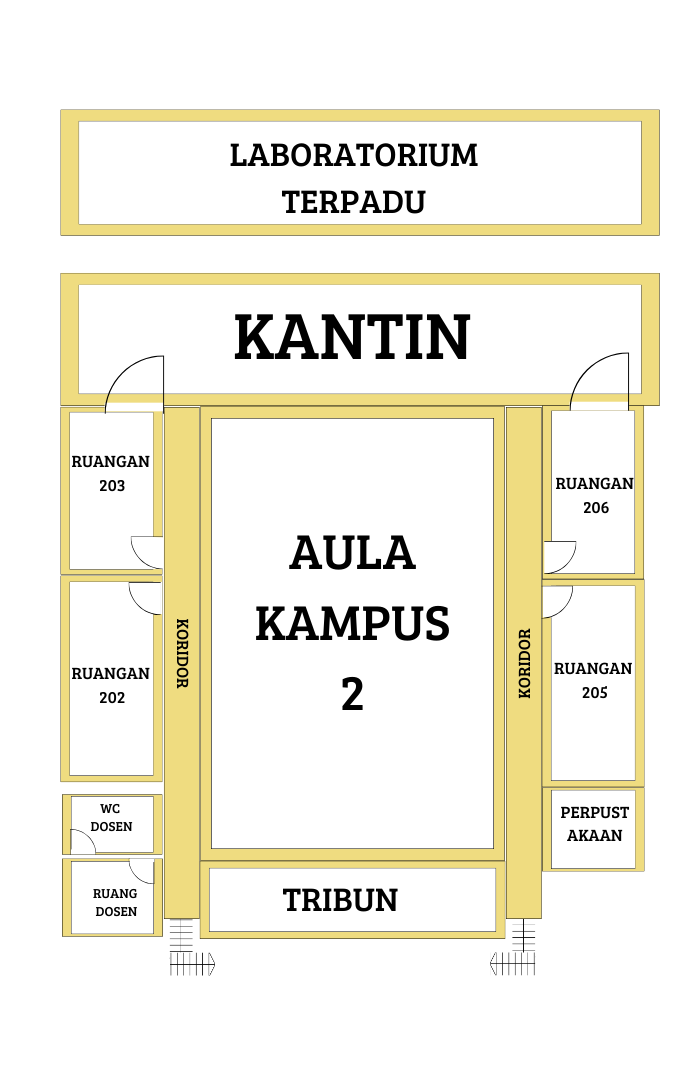 LABORATORIUM
TERPADU
KANTIN
RUANGAN
203
RUANGAN
206
AULA
KAMPUS
2
KORIDOR
KORIDOR
RUANGAN
202
RUANGAN
205
WC
DOSEN
PERPUST
AKAAN
RUANG
DOSEN
TRIBUN